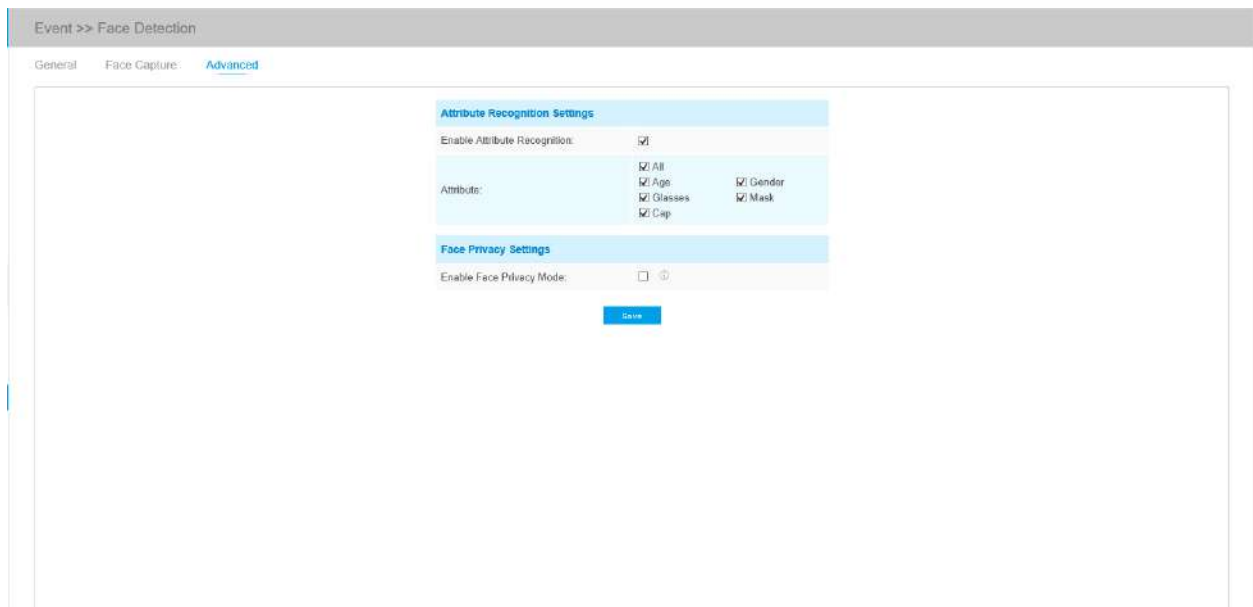 Event >> Face Detection
General Face Capture Advanced
Attribute Recognition Settings
Enable Attribute Recognition:
Attribute:
All
Age Gender
Glasses Mask
Cap
Face Privacy Settings
Enable Face Privacy Mode:
Save